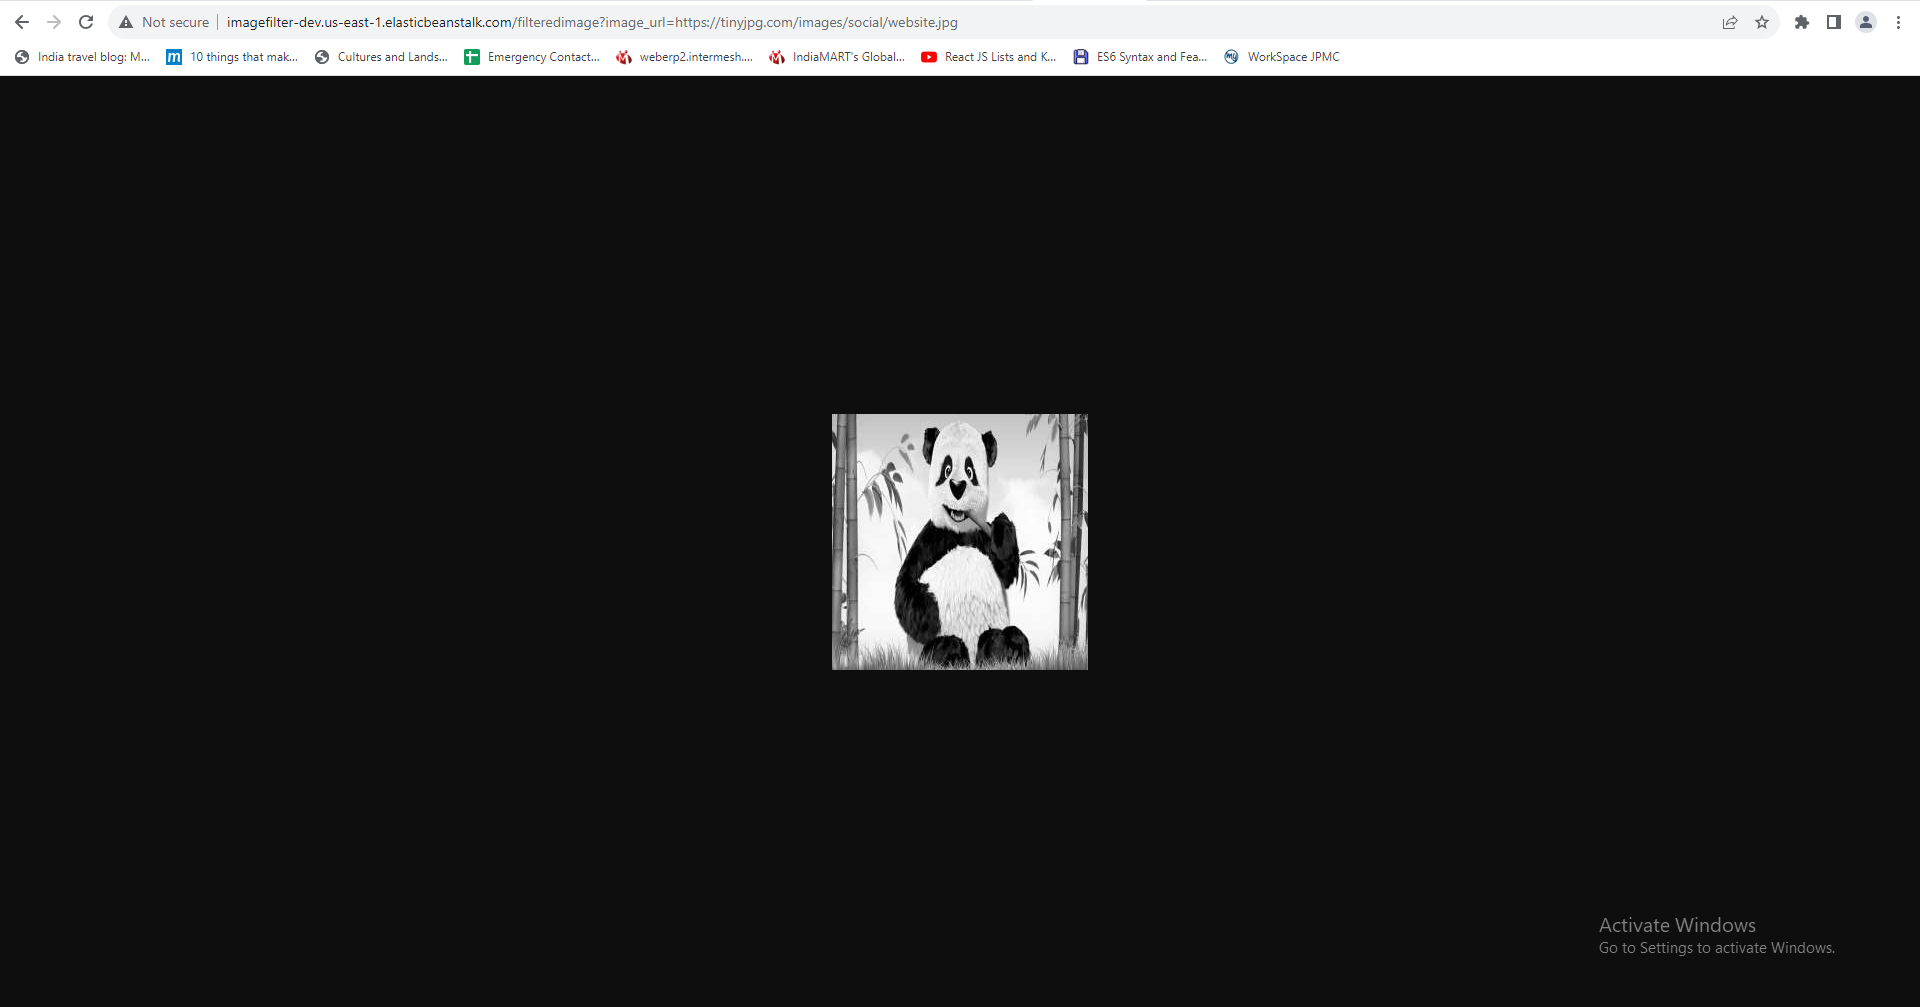 Not secure imagefilter-dev.us-east-1.elasticbeanstalk.com/filteredimage?image_url=https://tinyjpg.com/images/social/website.jpg
India travel blog: M... m 10 things that mak... Cultures and Lands... Emergency Contact... weberp2.intermesh.... IndiaMART's Global... React JS Lists and K... ES6 Syntax and Fea... my WorkSpace JPMC
Activate Windows
Go to Settings to activate Windows.